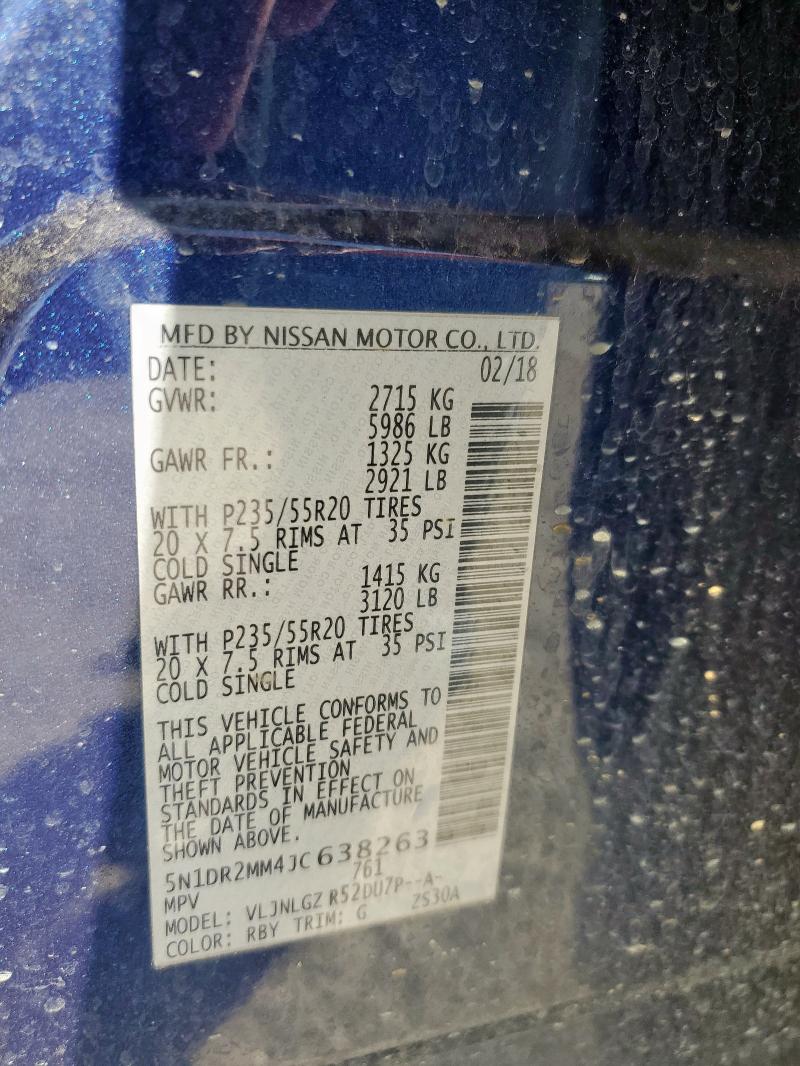 MFD BY NISSAN MOTOR CO., LTD.
DATE: 02/18
GVWR: 2715 KG
5986 LB
GAWR FR.: 1325 KG
2921 LB
WITH P235/55R20 TIRES
20 X 7.5 RIMS AT 35 PSI
COLD SINGLE
GAWR RR.: 1415 KG
3120 LB
WITH P235/55R20 TIRES
20 X 7.5 RIMS AT 35 PSI
COLD SINGLE
THIS VEHICLE CONFORMS TO
ALL APPLICABLE FEDERAL
MOTOR VEHICLE SAFETY AND
THEFT PREVENTION
STANDARDS IN EFFECT ON
THE DATE OF MANUFACTURE
SHOWN ABOVE.
5N1DR2MM4JC638263
MPV 761
MODEL: VLJNLGZ R52DUZP--A-
COLOR: RBY TRIM: G ZS30A